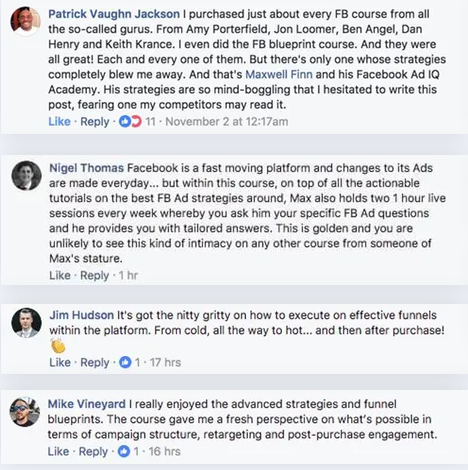 Patrick Vaughn Jackson I purchased just about every FB course from all
the so-called gurus. From Amy Porterfield, Jon Loomer, Ben Angel, Dan
Henry and Keith Krance. I even did the FB blueprint course. And they were
all great! Each and every one of them. But there's only one whose strategies
completely blew me away. And that's Maxwell Finn and his Facebook Ad IQ
Academy. His strategies are so mind-boggling that I hesitated to write this
post, fearing one my competitors may read it.
Like · Reply · 11 · November 2 at 12:17am
Nigel Thomas Facebook is a fast moving platform and changes to its Ads
are made everyday... but within this course, on top of all the actionable
tutorials on the best FB Ad strategies around, Max also holds two 1 hour live
sessions every week whereby you ask him your specific FB Ad questions
and he provides you with tailored answers. This is golden and you are
unlikely to see this kind of intimacy on any other course from someone of
Max's stature.
Like · Reply · 1 hr
Jim Hudson It's got the nitty gritty on how to execute on effective funnels
within the platform. From cold, all the way to hot... and then after purchase!
👏
Like · Reply · 1 · 17 hrs
Mike Vineyard I really enjoyed the advanced strategies and funnel
blueprints. The course gave me a fresh perspective on what's possible in
terms of campaign structure, retargeting and post-purchase engagement.
Like · Reply · 1 · 16 hrs